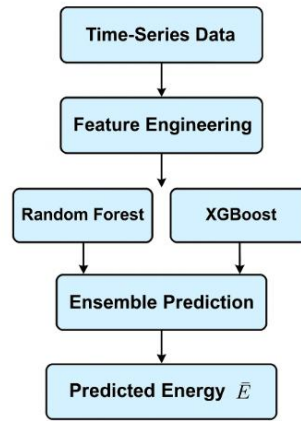 Time-Series Data
Feature Engineering
Random Forest
XGBoost
Ensemble Prediction
Predicted Energy Ē